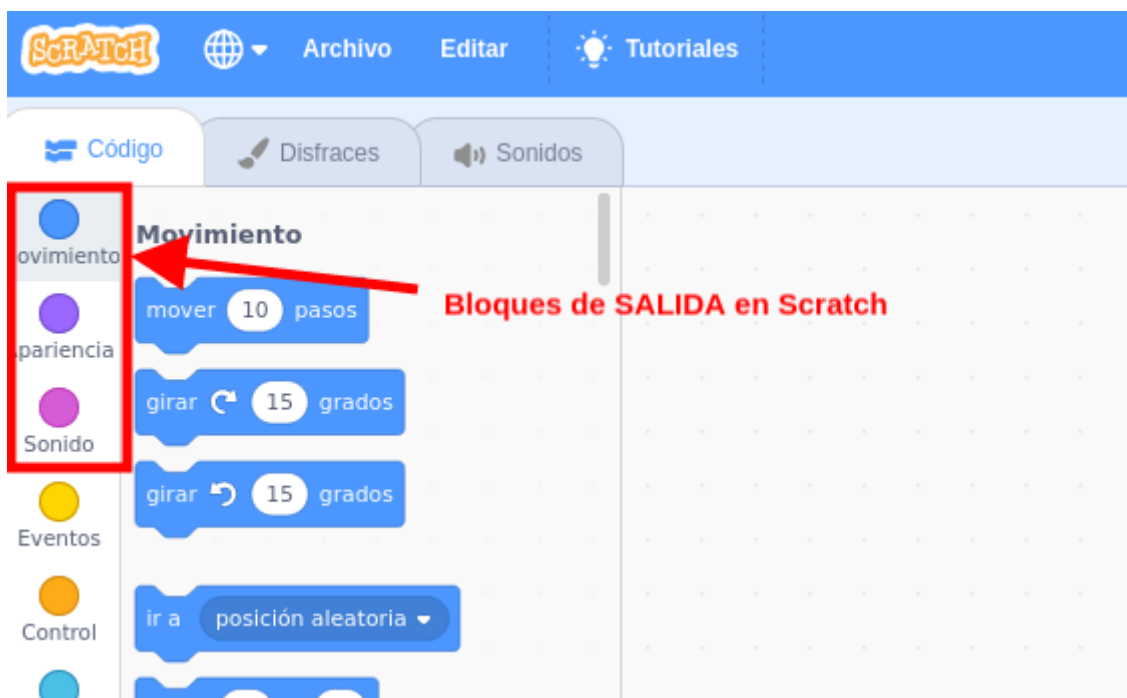 SCRATCH Archivo Editar Tutoriales
Código Disfraces Sonidos
ovimiento
pariencia
Sonido
Eventos
Control
Movimiento
mover 10 pasos
girar 15 grados
girar 15 grados
ir a posición aleatoria
Bloques de SALIDA en Scratch